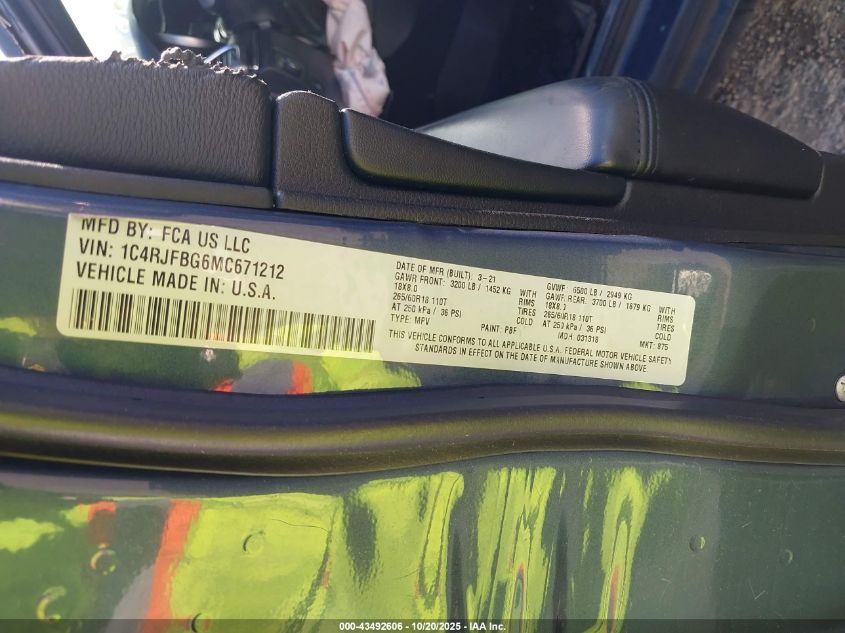 MFD BY: FCA US LLC
VIN: 1C4RJFBG6MC671212
VEHICLE MADE IN: U.S.A.
DATE OF MFR (BUILT): 3-21
GAWR FRONT: 3200 LB / 1452 KG WITH
18X8.0 RIMS
265/60R18 110T TIRES
AT 250 kPa / 36 PSI COLD
TYPE: MPV PAINT: PBF
GVWR: 6500 LB / 2949 KG
GAWR REAR: 3700 LB / 1679 KG WITH
18X8.0 RIMS
265/60R18 110T TIRES
AT 250 kPa / 36 PSI COLD
MDH: 031318 MKT: 875
THIS VEHICLE CONFORMS TO ALL APPLICABLE U.S.A. FEDERAL MOTOR VEHICLE SAFETY
STANDARDS IN EFFECT ON THE DATE OF MANUFACTURE SHOWN ABOVE
000-43492606 - 10/20/2025 - IAA Inc.